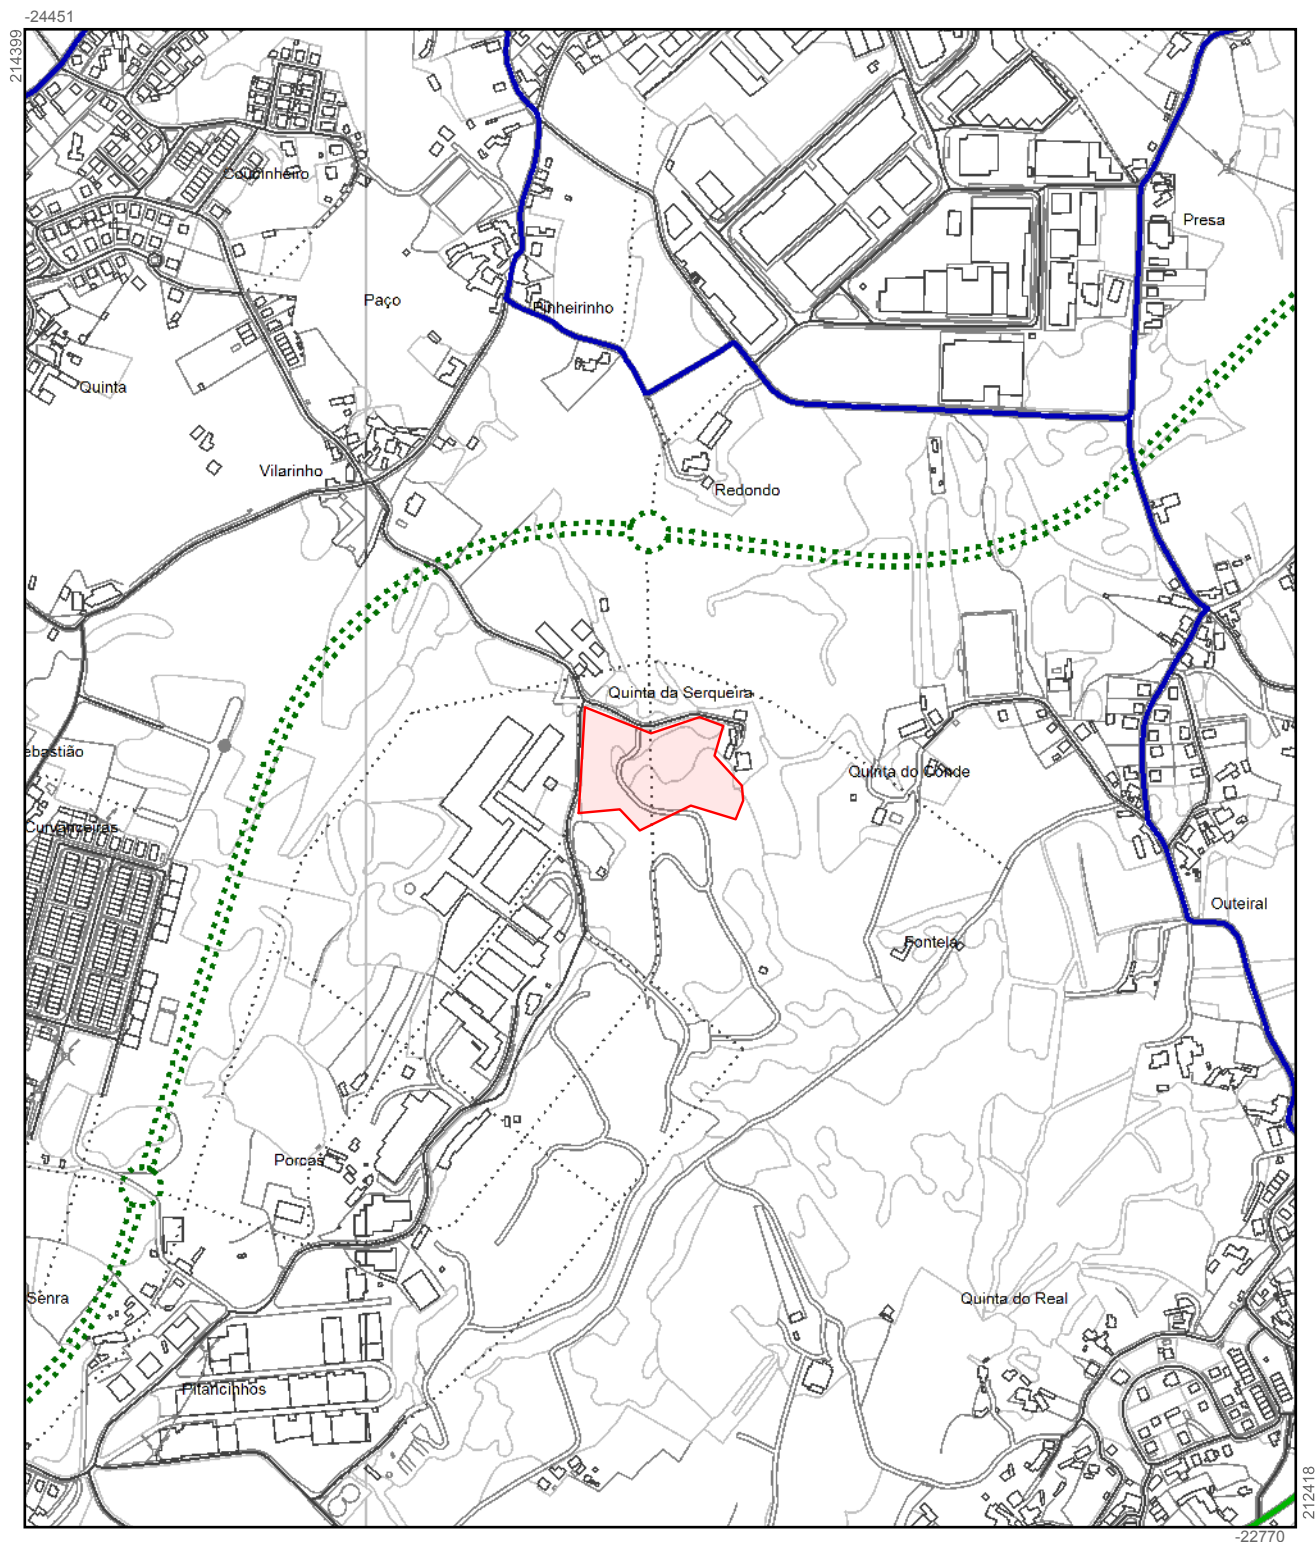 -24451
214399
Coucinheiro
Presa
Paço
Pinheirinho
Quinta
Vilarinho
Redondo
Quinta da Serqueira
ebastião
Quinta do Conde
Curvanceiras
Outeiral
Fontela
Porcas
Senra
Quinta do Real
Pitancinhos
212418
-22770